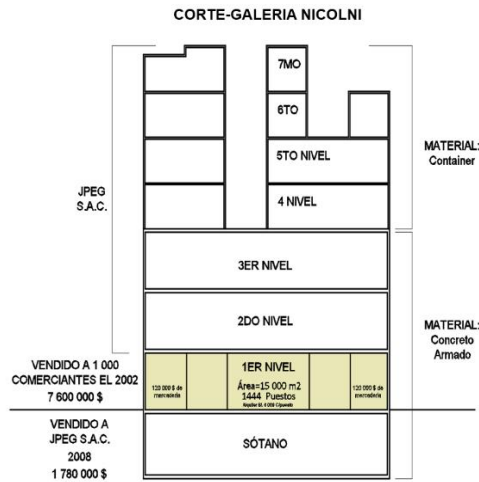 CORTE-GALERIA NICOLNI
7MO
6TO
5TO NIVEL
4 NIVEL
MATERIAL:
Container
JPEG
S.A.C.
3ER NIVEL
2DO NIVEL
MATERIAL:
Concreto
Armado
VENDIDO A 1 000
COMERCIANTES EL 2002
7 600 000 $
1ER NIVEL
Área=15 000 m2
1444 Puestos
mercadería
mercadería
VENDIDO A
JPEG S.A.C.
2008
1 780 000 $
SÓTANO